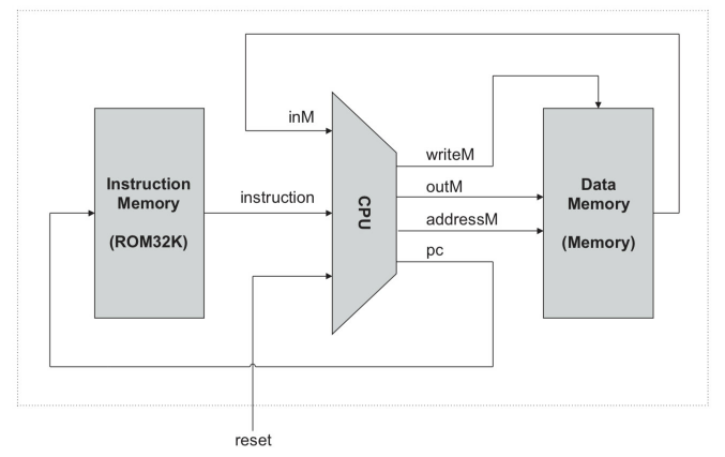 inM
writeM
Instruction
Memory
(ROM32K)
instruction
CPU
outM
addressM
pc
Data
Memory
(Memory)
reset